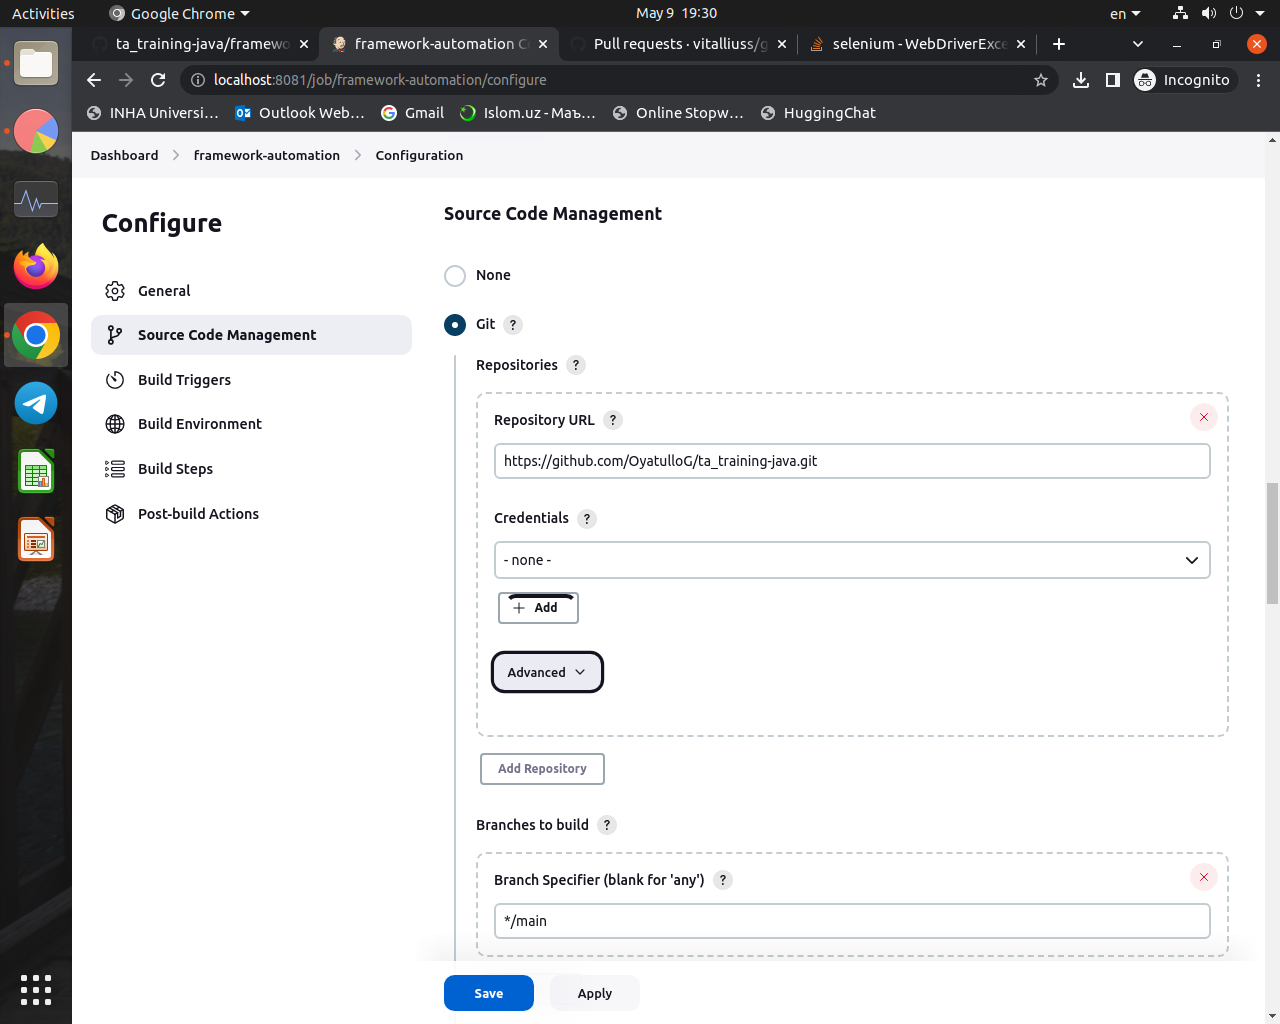 Activities
Google Chrome
May 9 19:30
en
ta_training-java/framewo
framework-automation C
Pull requests · vitalliuss/g
selenium - WebDriverExce
localhost:8081/job/framework-automation/configure
Incognito
INHA Universi...
Outlook Web...
Gmail
Islom.uz - Маъ...
Online Stopw...
HuggingChat
Dashboard
framework-automation
Configuration
Configure
General
Source Code Management
Build Triggers
Build Environment
Build Steps
Post-build Actions
Source Code Management
None
Git ?
Repositories ?
Repository URL ?
https://github.com/OyatulloG/ta_training-java.git
Credentials ?
- none -
+ Add
Advanced
Add Repository
Branches to build ?
Branch Specifier (blank for 'any') ?
*/main
Save
Apply